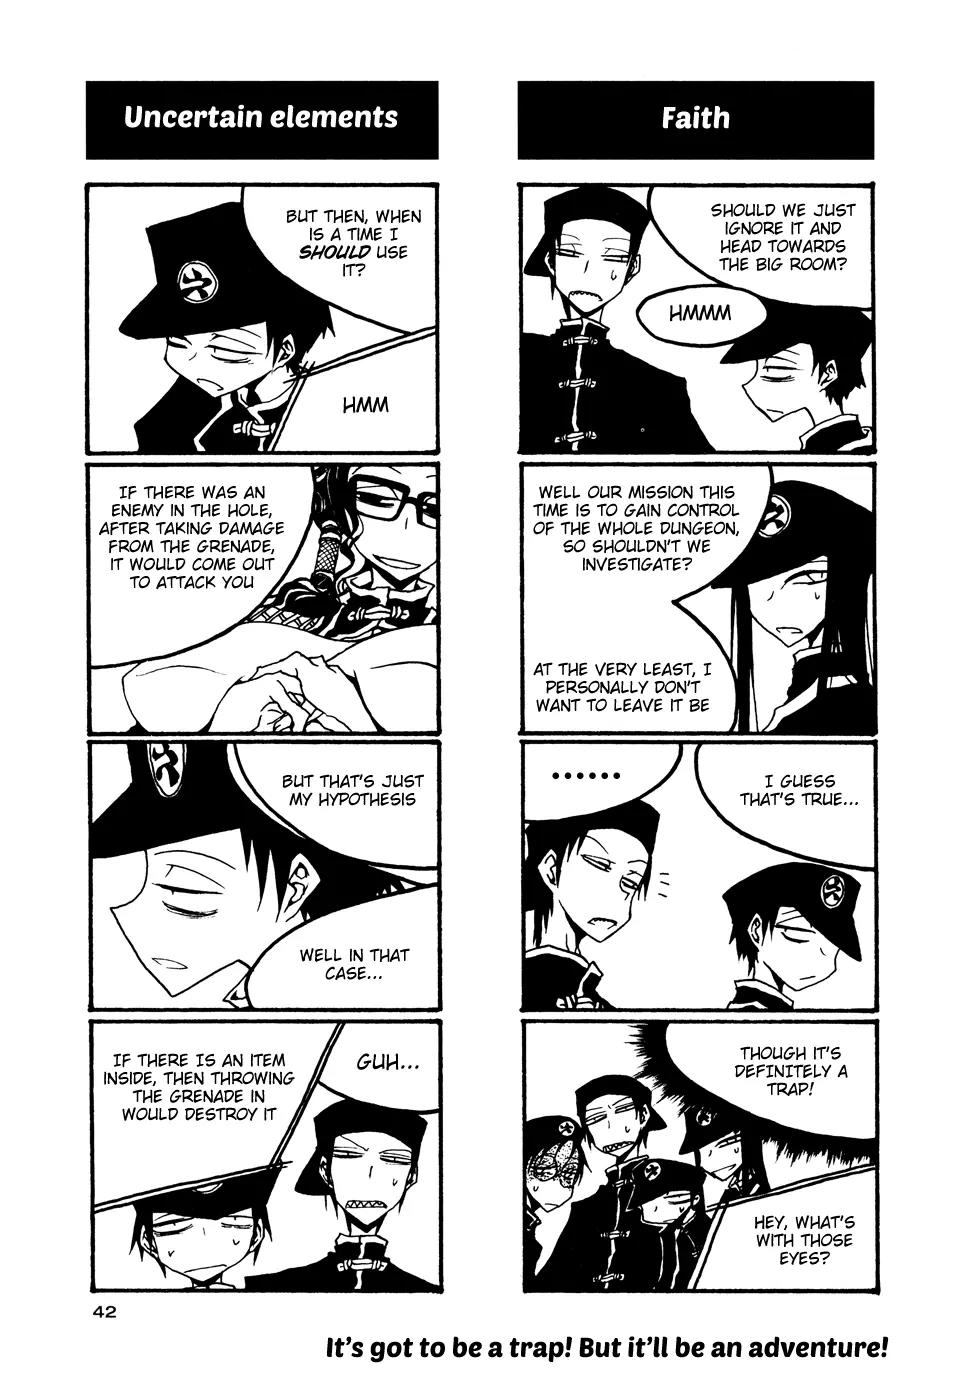 Faith
SHOULD WE JUST
IGNORE IT AND
HEAD TOWARDS
THE BIG ROOM?
HMMM
WELL OUR MISSION THIS
TIME IS TO GAIN CONTROL
OF THE WHOLE DUNGEON,
SO SHOULDN'T WE
INVESTIGATE?
AT THE VERY LEAST, I
PERSONALLY DON'T
WANT TO LEAVE IT BE
I GUESS
THAT'S TRUE...
......
THOUGH IT'S
DEFINITELY A
TRAP!
HEY, WHAT'S
WITH THOSE
EYES?
Uncertain elements
BUT THEN, WHEN
IS A TIME I
SHOULD USE
IT?
HMM
IF THERE WAS AN
ENEMY IN THE HOLE,
AFTER TAKING DAMAGE
FROM THE GRENADE,
IT WOULD COME OUT
TO ATTACK YOU
BUT THAT'S JUST
MY HYPOTHESIS
WELL IN THAT
CASE...
GUH...
IF THERE IS AN ITEM
INSIDE, THEN THROWING
THE GRENADE IN
WOULD DESTROY IT
42
It's got to be a trap! But it'll be an adventure!